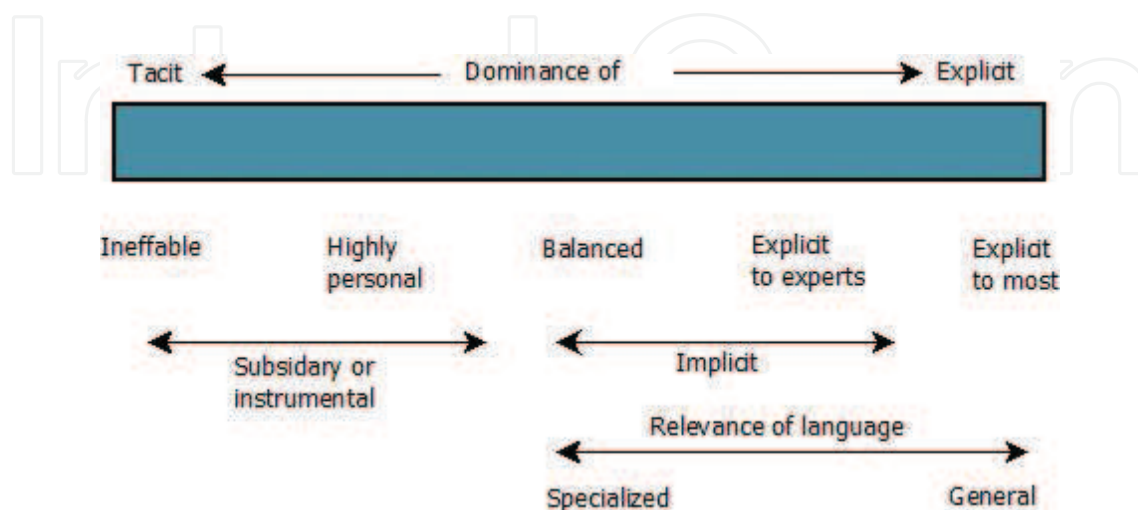 Tacit Dominance of Explicit
Ineffable Highly personal Balanced Explicit to experts Explicit to most
Subsidary or
instrumental
Implicit
Relevance of language
Specialized General